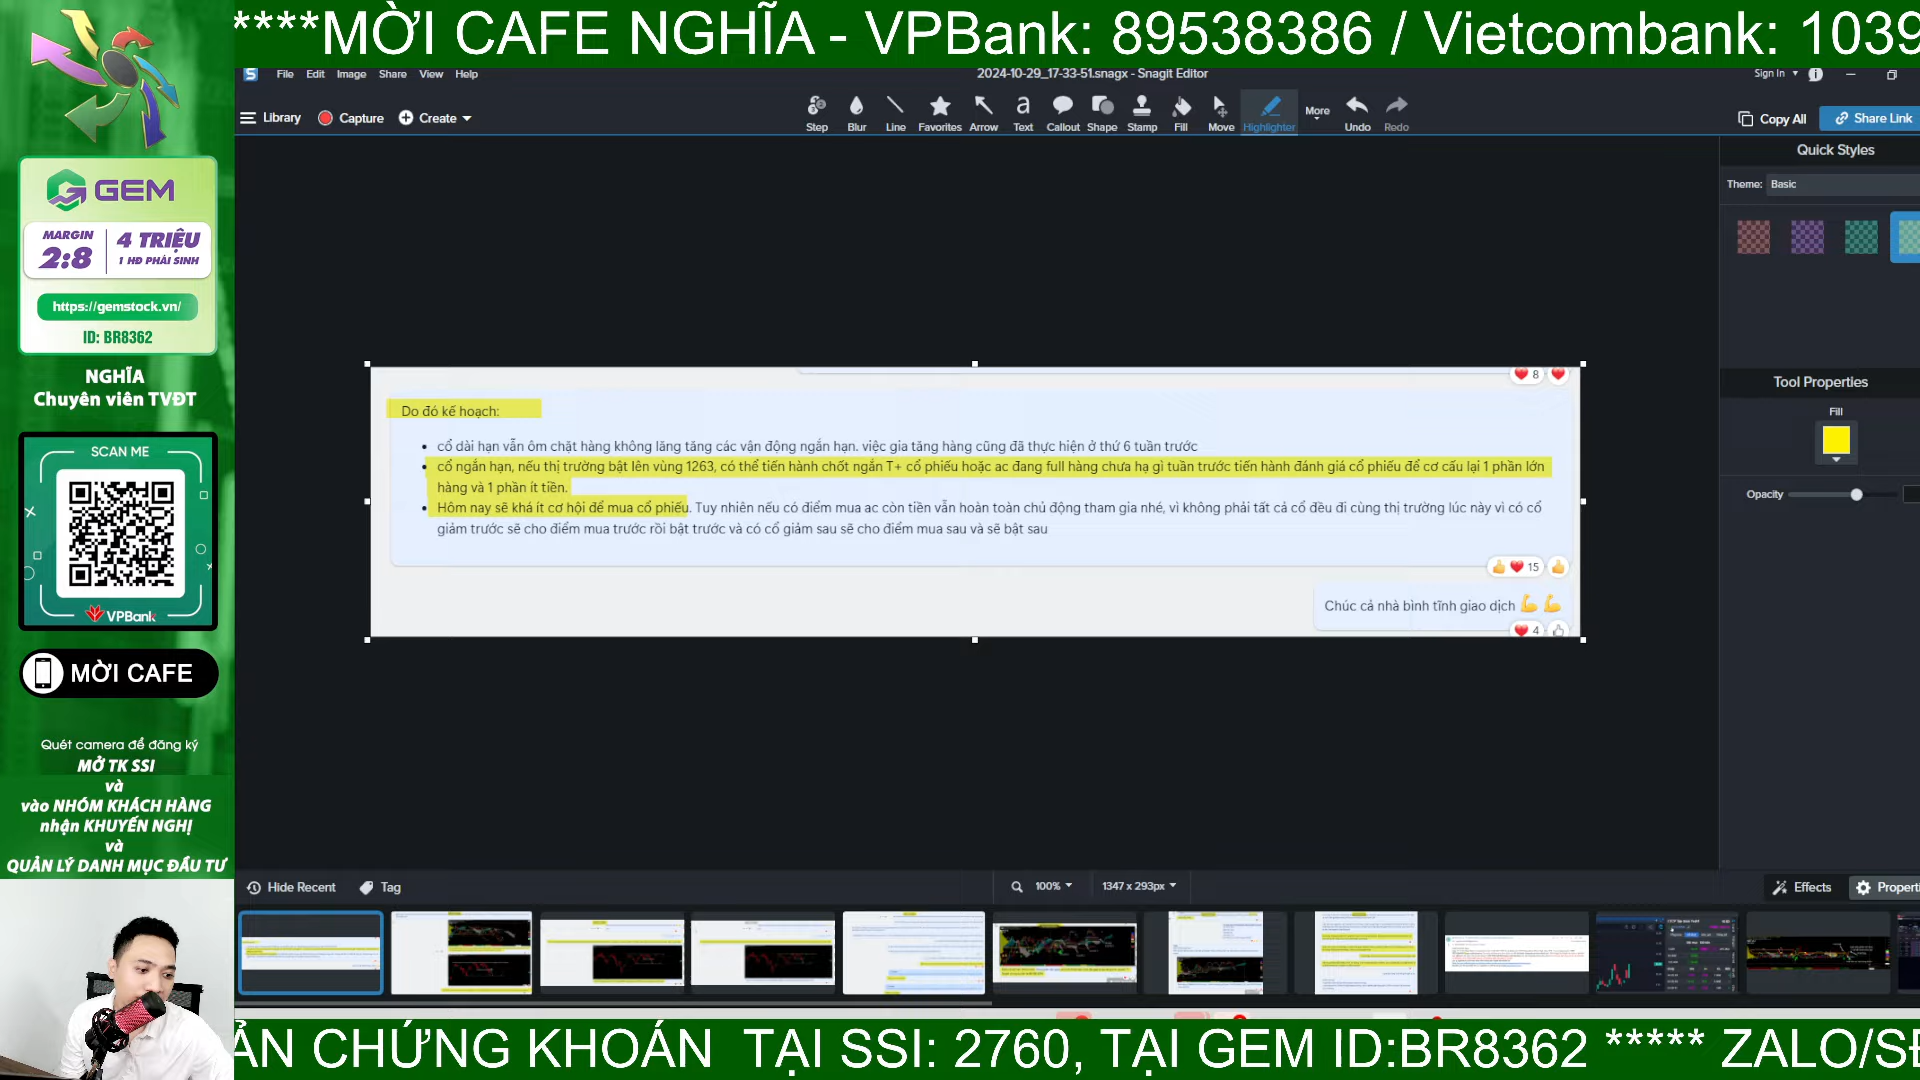 ****MỜI CAFE NGHĨA - VPBank: 89538386 / Vietcombank: 1039
2024-10-29_17-33-51.snagx - Snagit Editor
S File Edit Image Share View Help
Sign In
Library Capture Create
Step Blur Line Favorites Arrow Text Callout Shape Stamp Fill Move Highlighter More Undo Redo
Copy All Share Link
Quick Styles
Theme: Basic
Tool Properties
Fill
Opacity
GEM
MARGIN 2:8
4 TRIỆU
1 HĐ PHÁI SINH
https://gemstock.vn/
ID: BR8362
NGHĨA
Chuyên viên TVĐT
SCAN ME
VPBank
MỜI CAFE
Quét camera để đăng ký
MỞ TK SSI
và
vào NHÓM KHÁCH HÀNG
nhận KHUYẾN NGHỊ
và
QUẢN LÝ DANH MỤC ĐẦU TƯ
8
Do đó kế hoạch:
• cổ dài hạn vẫn ôm chặt hàng không lăng tăng các vận động ngắn hạn. việc gia tăng hàng cũng đã thực hiện ở thứ 6 tuần trước
• cổ ngắn hạn, nếu thị trường bật lên vùng 1263, có thể tiến hành chốt ngắn T+ cổ phiếu hoặc ac đang full hàng chưa hạ gì tuần trước tiến hành đánh giá cổ phiếu để cơ cấu lại 1 phần lớn
hàng và 1 phần ít tiền.
• Hôm nay sẽ khá ít cơ hội để mua cổ phiếu. Tuy nhiên nếu có điểm mua ac còn tiền vẫn hoàn toàn chủ động tham gia nhé, vì không phải tất cả cổ đều đi cùng thị trường lúc này vì có cổ
giảm trước sẽ cho điểm mua trước rồi bật trước và có cổ giảm sau sẽ cho điểm mua sau và sẽ bật sau
15
Chúc cả nhà bình tĩnh giao dịch
4
Hide Recent Tag
100% 1347 x 293px
Effects Properti
ẢN CHỨNG KHOÁN TẠI SSI: 2760, TẠI GEM ID:BR8362 ***** ZALO/SĐ